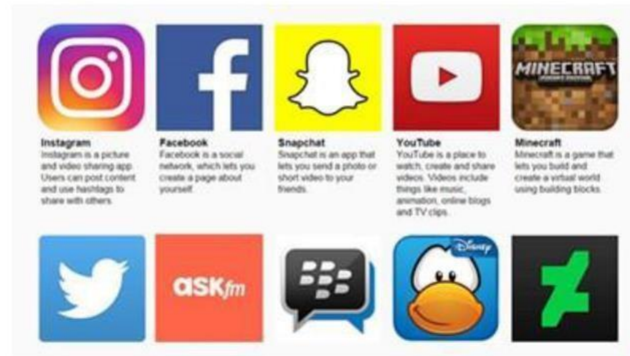 MINECRAFT
Instagram
Instagram is a picture
and video sharing app
Users can post content
and use hashtags to
share with others.
Facebook
Facebook is a social
network, which lets you
create a page about
yourself.
Snapchat
Snapchat is an app that
lets you send a photo or
short video to your
friends.
YouTube
YouTube is a place to
watch, create and share
videos. Videos include
things like music,
animation, online blogs
and TV clips.
Minecraft
Minecraft is a game that
lets you build and
create a virtual world
using building blocks.
askfm
Disney